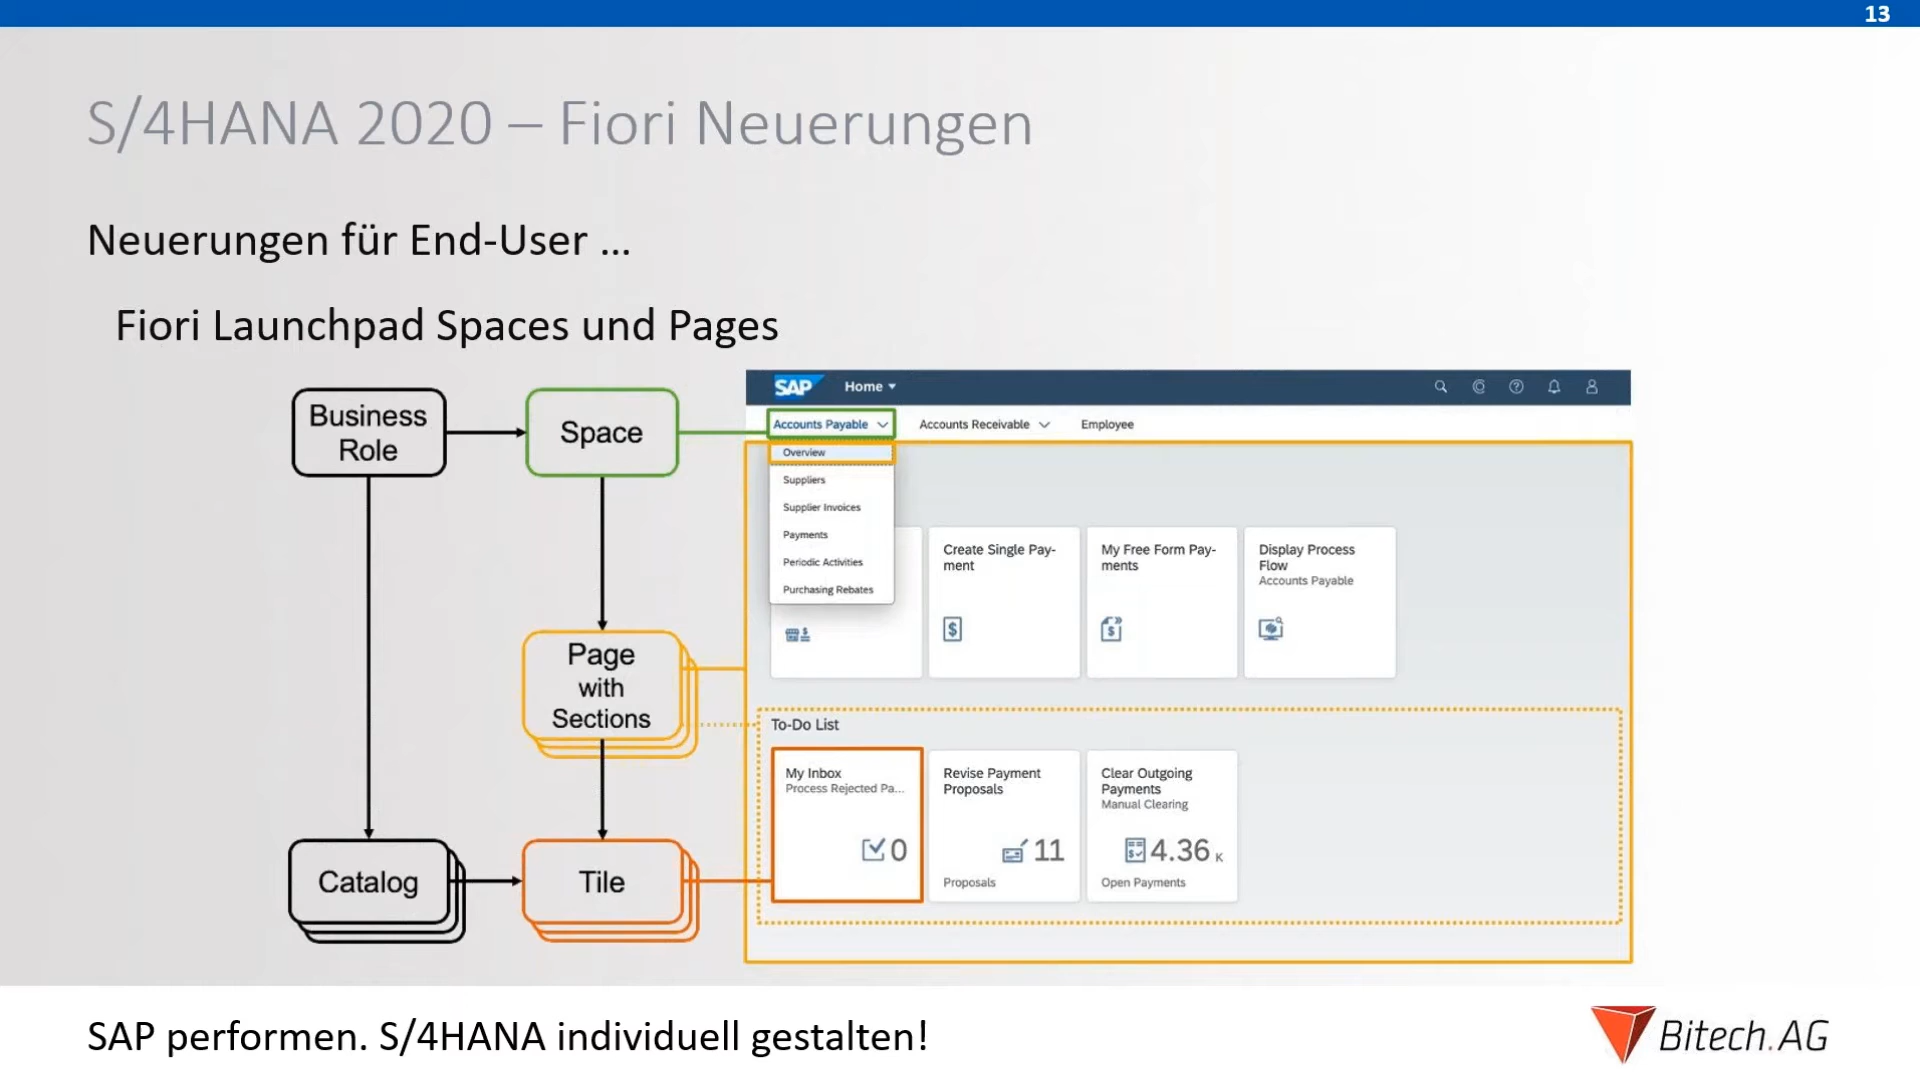 13
S/4HANA 2020 – Fiori Neuerungen
Neuerungen für End-User ...
Fiori Launchpad Spaces und Pages
Business
Role
Space
Page
with
Sections
Catalog
Tile
SAP Home
Accounts Payable Accounts Receivable Employee
Overview
Suppliers
Supplier Invoices
Payments
Periodic Activities
Purchasing Rebates
Create Single Pay-
ment
My Free Form Pay-
ments
Display Process
Flow
Accounts Payable
To-Do List
My Inbox
Process Rejected Pa...
0
Revise Payment
Proposals
11
Proposals
Clear Outgoing
Payments
Manual Clearing
4.36 K
Open Payments
SAP performen. S/4HANA individuell gestalten!
Bitech.AG